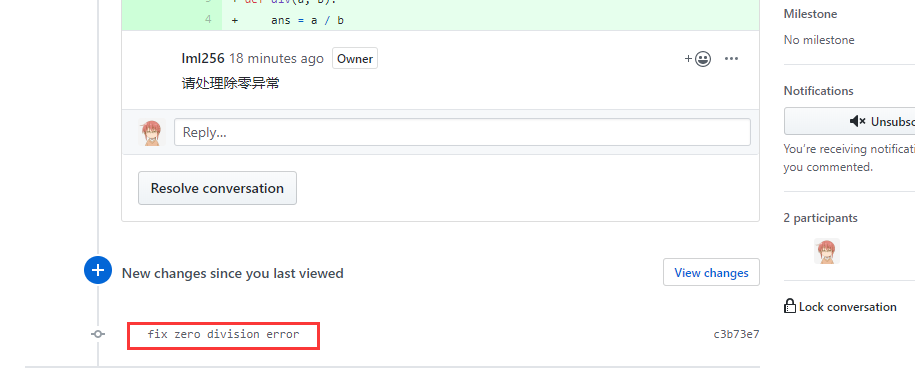 + def div(a, b):
4 + ans = a / b
lml256 18 minutes ago Owner
请处理除零异常
Reply...
Resolve conversation
New changes since you last viewed
View changes
fix zero division error
c3b73e7
Milestone
No milestone
Notifications
Unsubsc
You're receiving notificati
you commented.
2 participants
Lock conversation